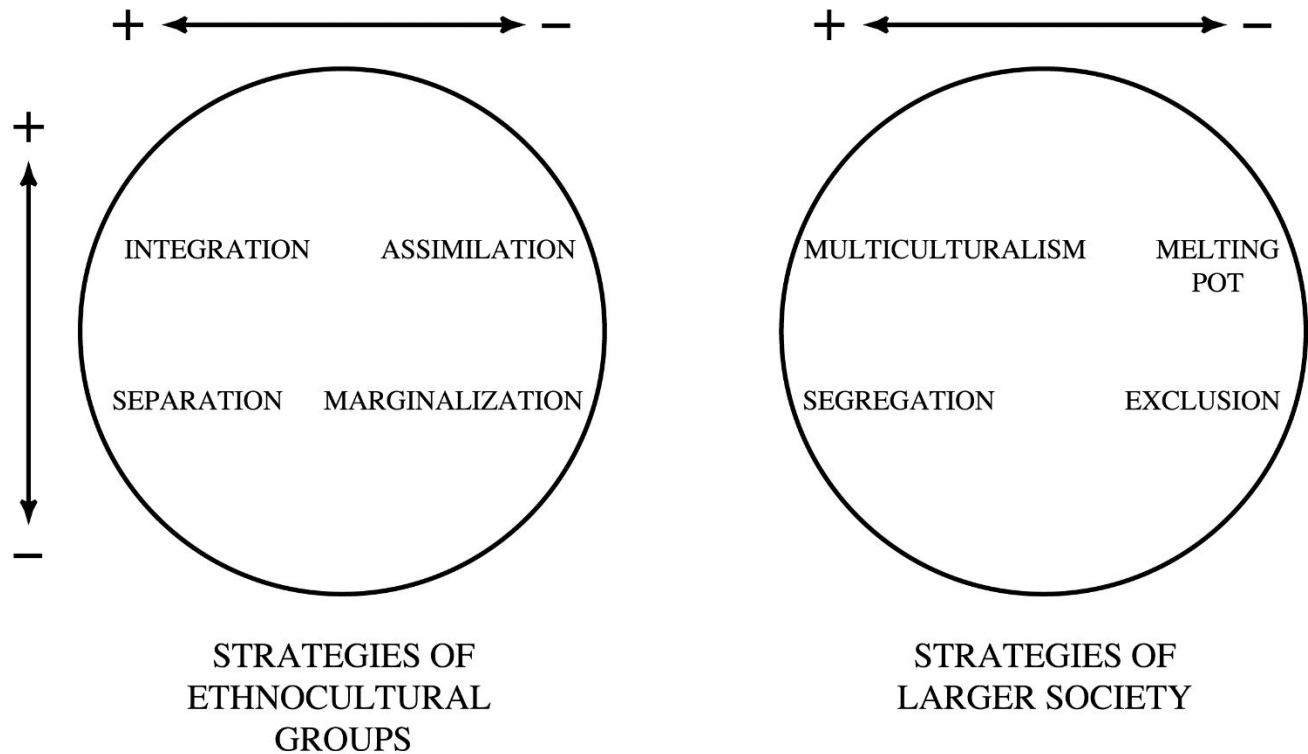 + −
+ −
+
INTEGRATION ASSIMILATION
MULTICULTURALISM MELTING
POT
SEPARATION MARGINALIZATION
SEGREGATION EXCLUSION
−
STRATEGIES OF
ETHNOCULTURAL
GROUPS
STRATEGIES OF
LARGER SOCIETY